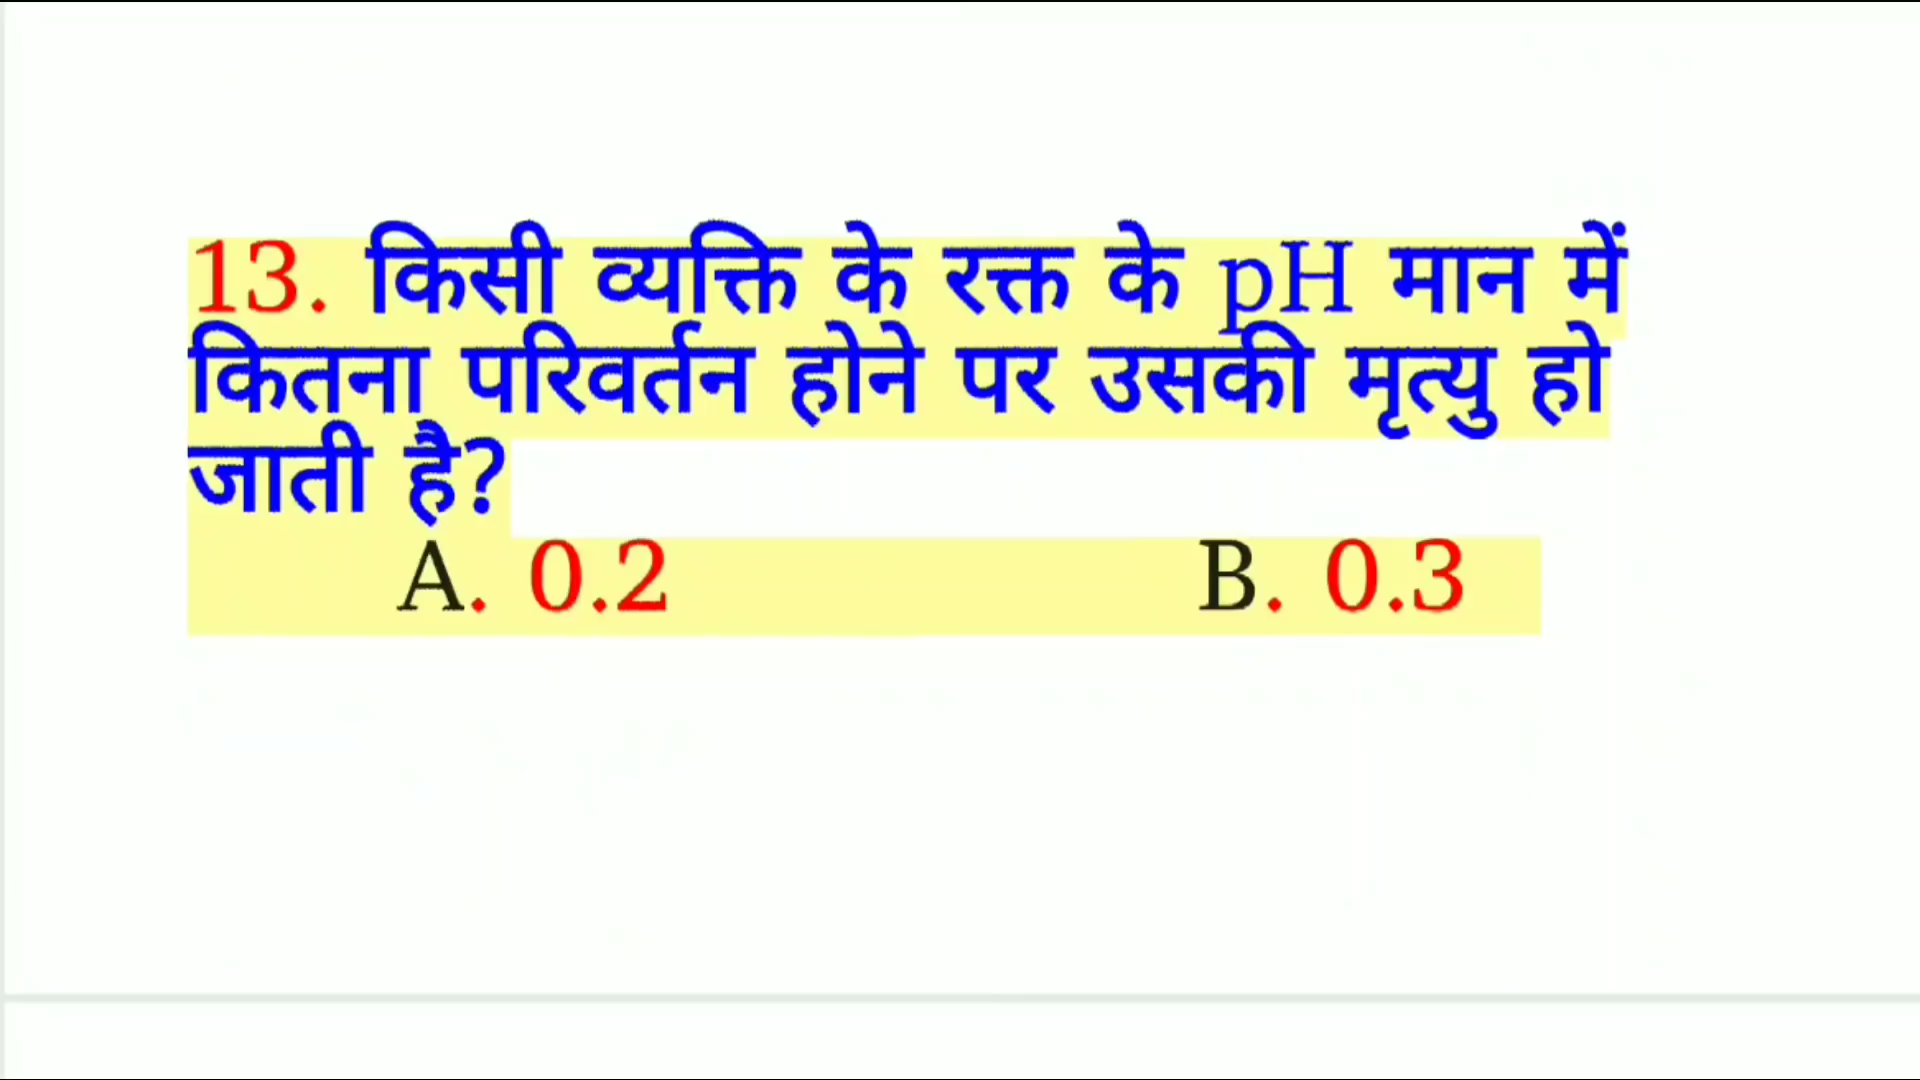 13. किसी व्यक्ति के रक्त के pH मान में
कितना परिवर्तन होने पर उसकी मृत्यु हो
जाती है?
A. 0.2 B. 0.3